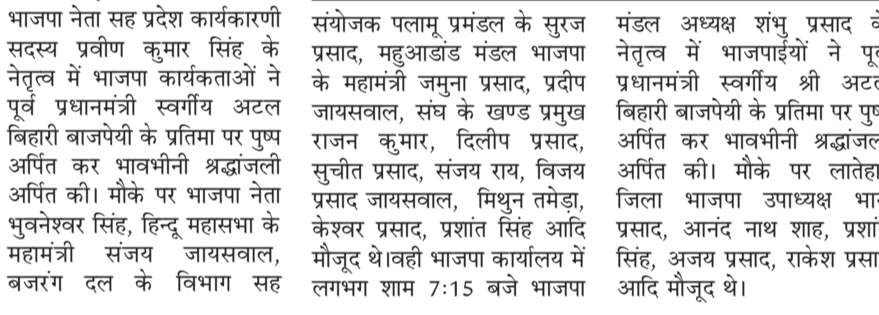 भाजपा नेता सह प्रदेश कार्यकारणी
सदस्य प्रवीण कुमार सिंह के
नेतृत्व में भाजपा कार्यकताओं ने
पूर्व प्रधानमंत्री स्वर्गीय अटल
बिहारी बाजपेयी के प्रतिमा पर पुष्प
अर्पित कर भावभीनी श्रद्धांजली
अर्पित की। मौके पर भाजपा नेता
भुवनेश्वर सिंह, हिन्दू महासभा के
महामंत्री संजय जायसवाल,
बजरंग दल के विभाग सह
संयोजक पलामू प्रमंडल के सुरज
प्रसाद, महुआडांड मंडल भाजपा
के महामंत्री जमुना प्रसाद, प्रदीप
जायसवाल, संघ के खण्ड प्रमुख
राजन कुमार, दिलीप प्रसाद,
सुचीत प्रसाद, संजय राय, विजय
प्रसाद जायसवाल, मिथुन तमेड़ा,
केश्वर प्रसाद, प्रशांत सिंह आदि
मौजूद थे।वही भाजपा कार्यालय में
लगभग शाम 7:15 बजे भाजपा
मंडल अध्यक्ष शंभु प्रसाद
नेतृत्व में भाजपाईयों ने
प्रधानमंत्री स्वर्गीय श्री
बिहारी बाजपेयी के प्रतिमा पर
अर्पित कर भावभीनी
अर्पित की। मौके पर
जिला भाजपा उपाध्यक्ष
प्रसाद, आनंद नाथ शाह,
सिंह, अजय प्रसाद, राकेश
आदि मौजूद थे।